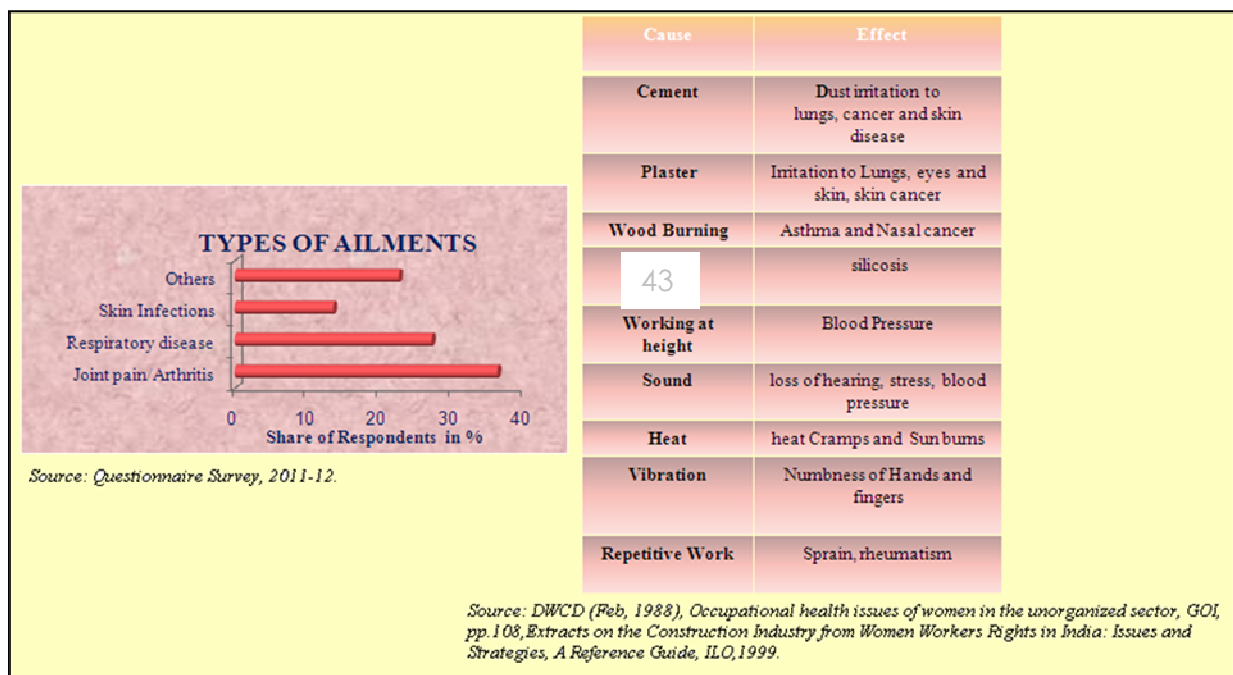 TYPES OF AILMENTS
Others
Skin Infections
Respiratory disease
Joint pain/Arthritis
0 10 20 30 40
Share of Respondents in %
Source: Questionnaire Survey, 2011-12.
Cause Effect
Cement Dust irritation to
lungs, cancer and skin
disease
Plaster Irritation to Lungs, eyes and
skin, skin cancer
Wood Burning Asthma and Nasal cancer
43 silicosis
Working at Blood Pressure
height
Sound loss of hearing, stress, blood
pressure
Heat heat Cramps and Sun burns
Vibration Numbness of Hands and
fingers
Repetitive Work Sprain, rheumatism
Source: DWCD (Feb, 1988), Occupational health issues of women in the unorganized sector, GOI,
pp.108,Extracts on the Construction Industry from Women Workers Rights in India: Issues and
Strategies, A Reference Guide, ILO,1999.